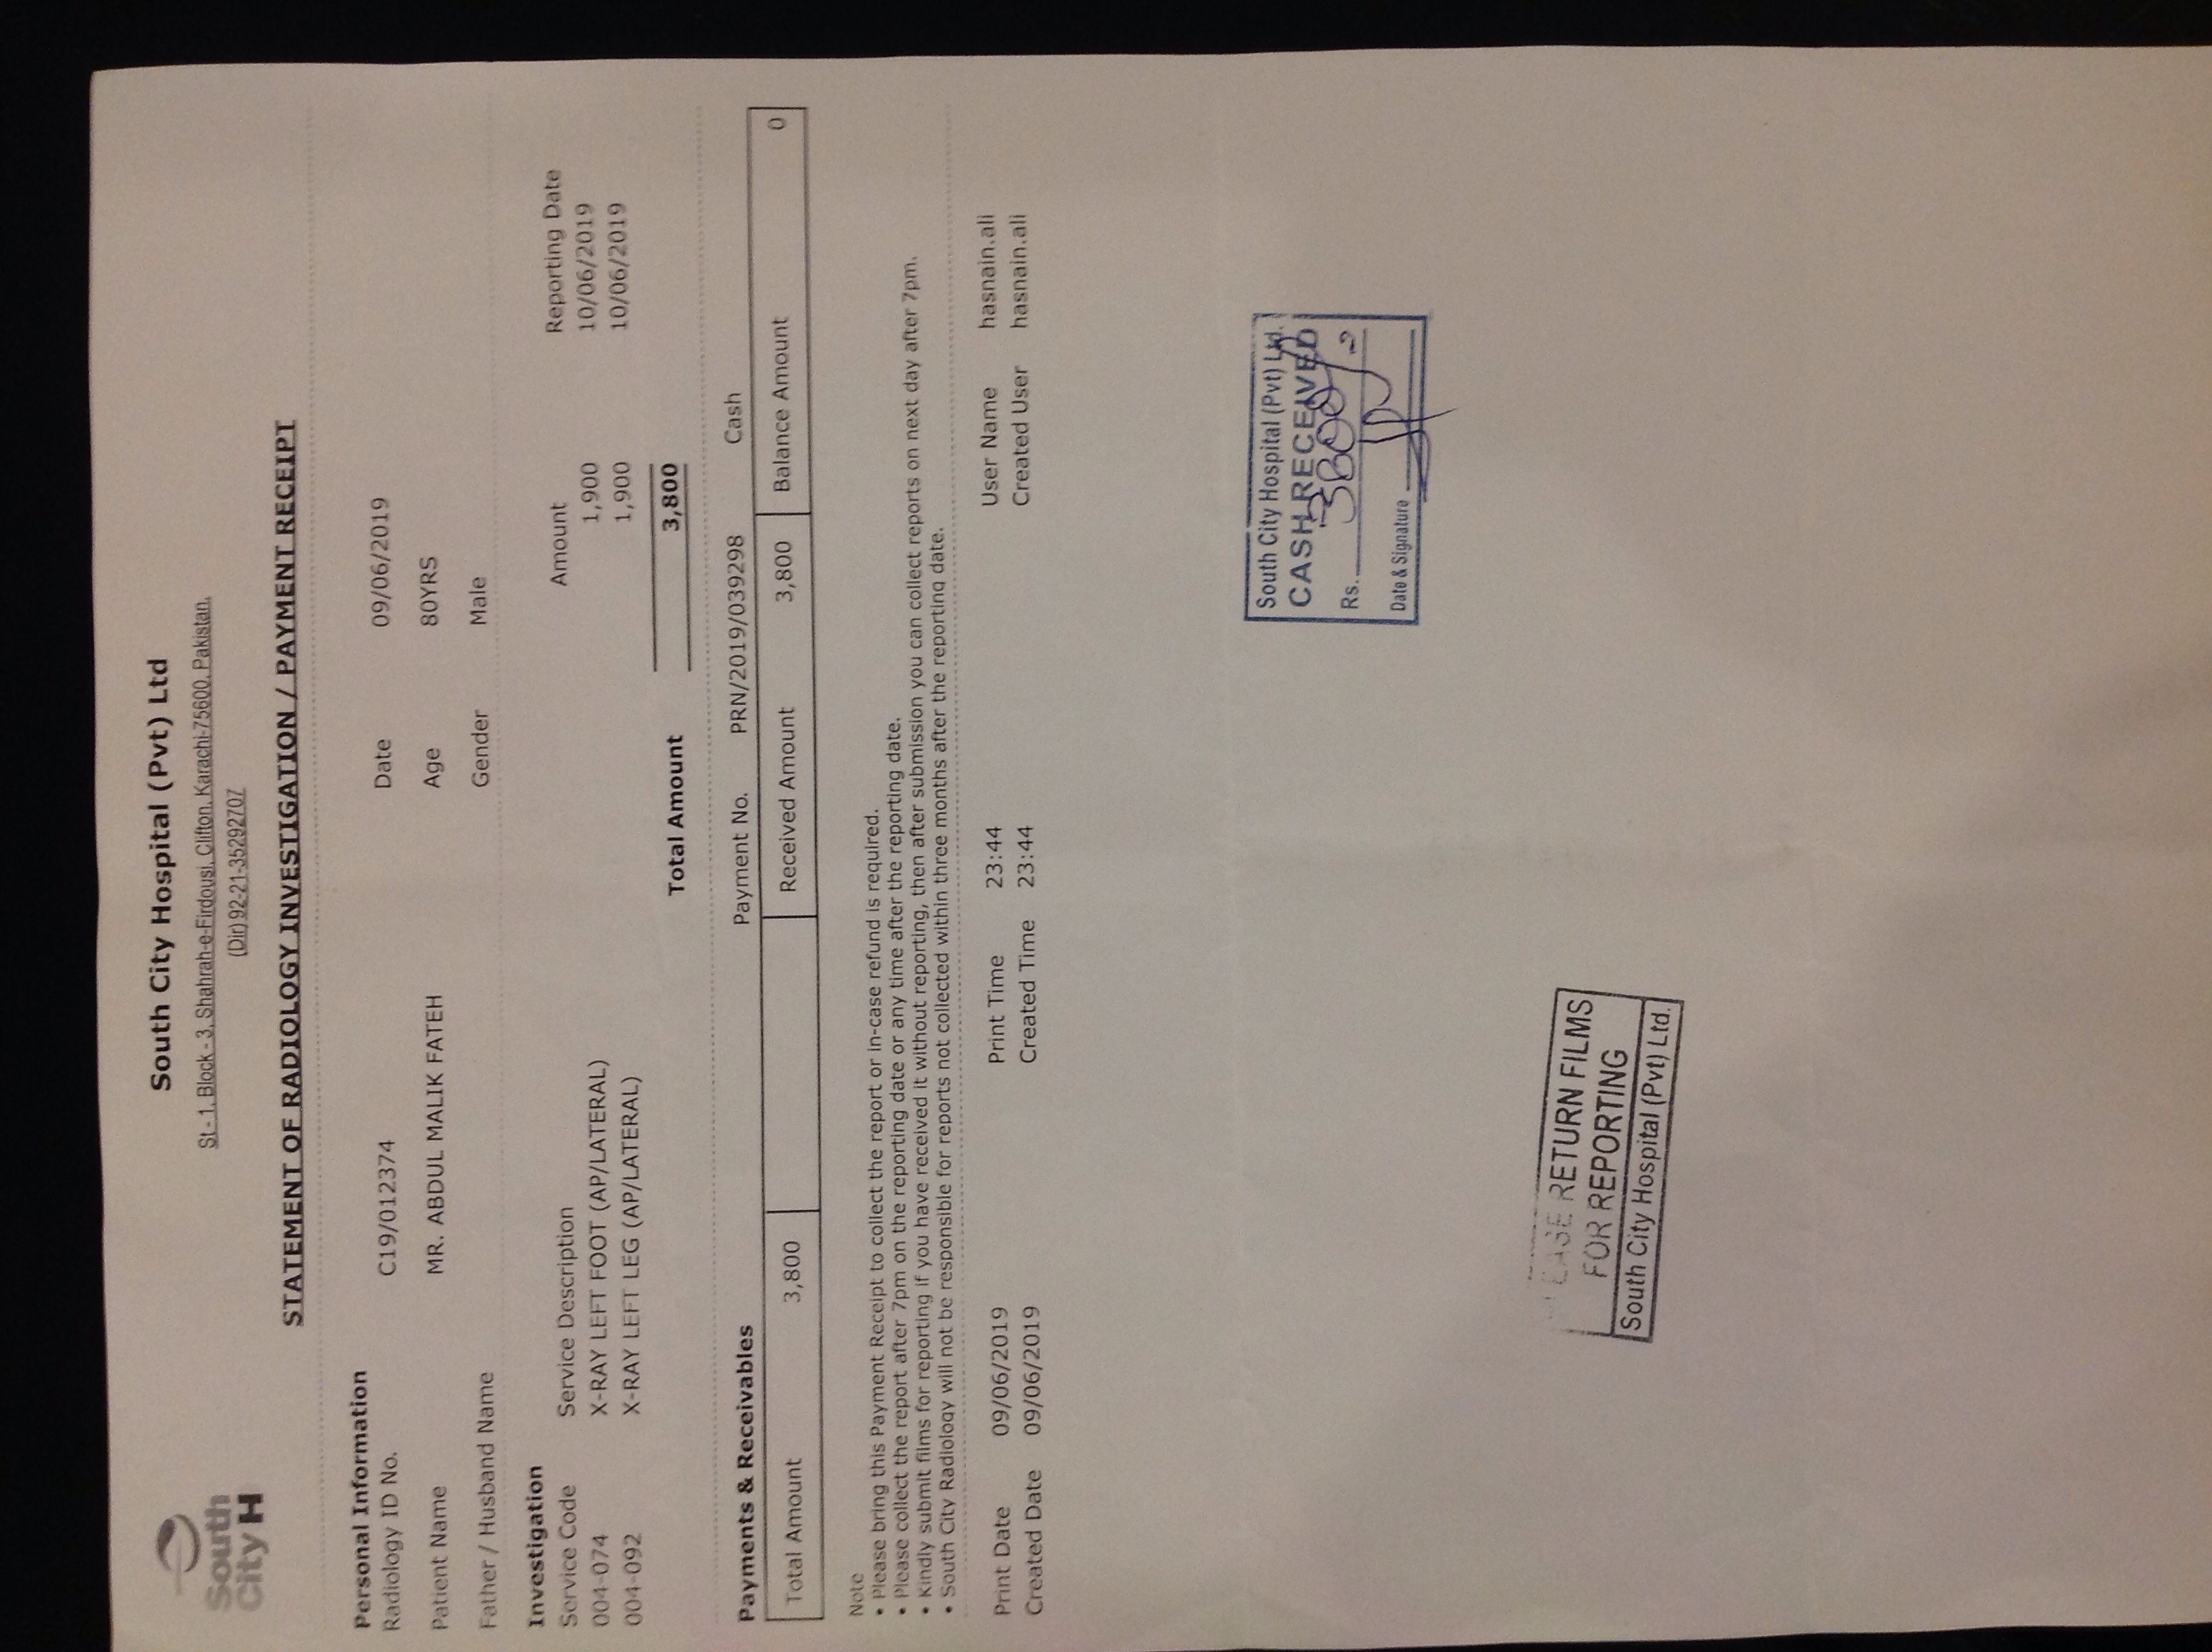 South City H
South City Hospital (Pvt) Ltd
St - 1, Block - 3, Shahrah-e-Firdousi, Clifton, Karachi-75600, Pakistan.
(Dir) 92-21-35292707
STATEMENT OF RADIOLOGY INVESTIGATION / PAYMENT RECEIPT
Personal Information
Radiology ID No. C19/012374 Date 09/06/2019
Patient Name MR. ABDUL MALIK FATEH Age 80YRS
Father / Husband Name Gender Male
Investigation
Service Code Service Description Amount Reporting Date
004-074 X-RAY LEFT FOOT (AP/LATERAL) 1,900 10/06/2019
004-092 X-RAY LEFT LEG (AP/LATERAL) 1,900 10/06/2019
Total Amount 3,800
Payments & Receivables Payment No. PRN/2019/039298 Cash
Total Amount 3,800 Received Amount 3,800 Balance Amount 0
Note
• Please bring this Payment Receipt to collect the report or in-case refund is required.
• Please collect the report after 7pm on the reporting date or any time after the reporting date.
• Kindly submit films for reporting if you have received it without reporting, then after submission you can collect reports on next day after 7pm.
• South City Radiology will not be responsible for reports not collected within three months after the reporting date.
Print Date 09/06/2019 Print Time 23:44 User Name hasnain.ali
Created Date 09/06/2019 Created Time 23:44 Created User hasnain.ali
South City Hospital (Pvt) Ltd.
CASH RECEIVED
Rs. 3800/
Date & Signature
RETURN FILMS
FOR REPORTING
South City Hospital (Pvt) Ltd.